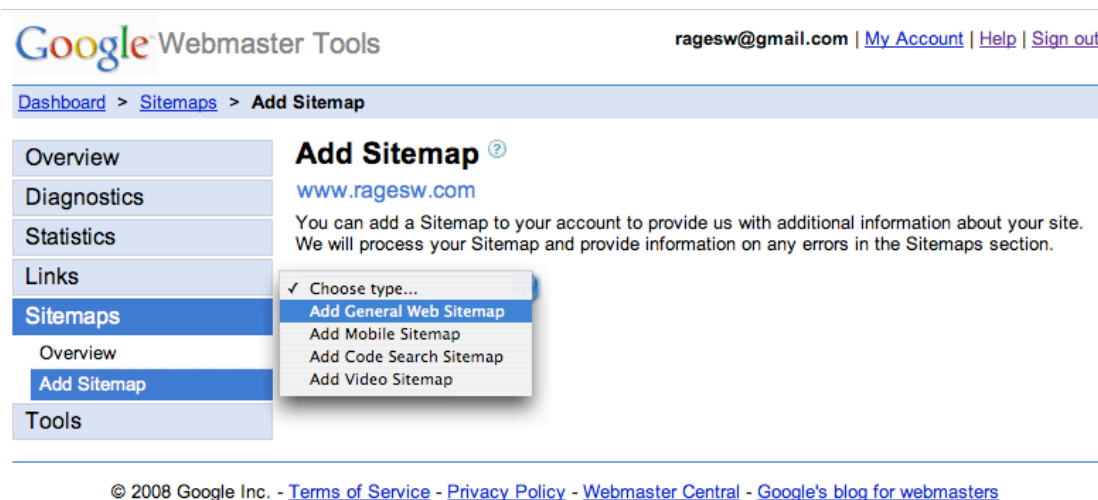 Google Webmaster Tools
ragesw@gmail.com | My Account | Help | Sign out
Dashboard > Sitemaps > Add Sitemap
Overview
Diagnostics
Statistics
Links
Sitemaps
Overview
Add Sitemap
Tools
Add Sitemap ?
www.ragesw.com
You can add a Sitemap to your account to provide us with additional information about your site.
We will process your Sitemap and provide information on any errors in the Sitemaps section.
✓ Choose type...
Add General Web Sitemap
Add Mobile Sitemap
Add Code Search Sitemap
Add Video Sitemap
© 2008 Google Inc. - Terms of Service - Privacy Policy - Webmaster Central - Google's blog for webmasters